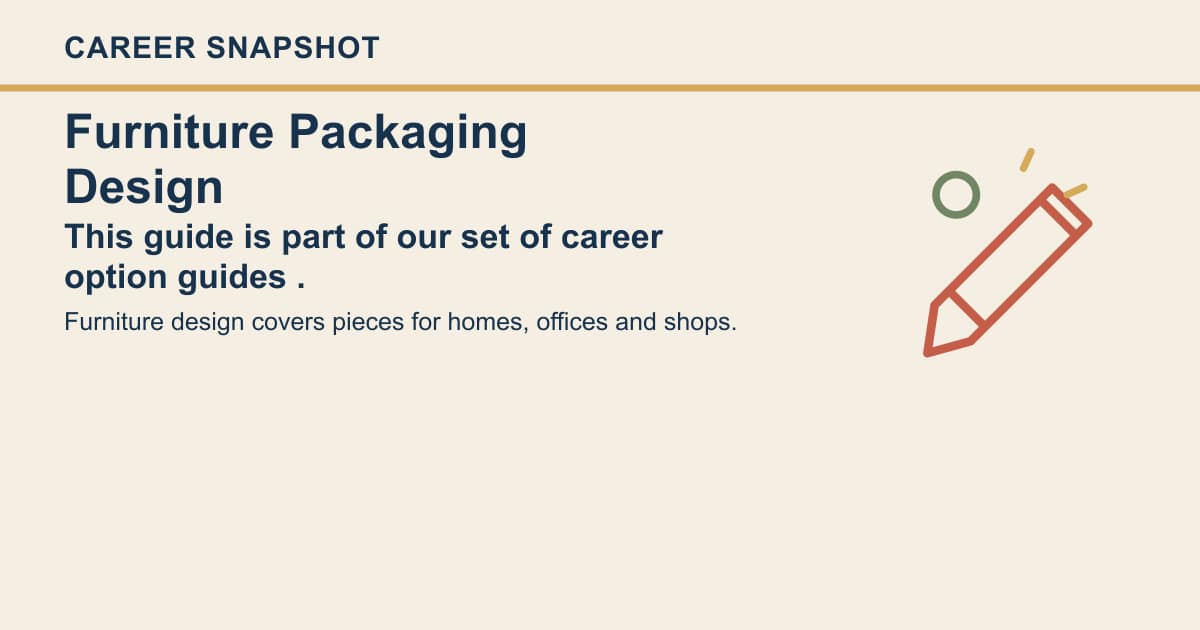 CAREER SNAPSHOT
Furniture Packaging
Design
This guide is part of our set of career
option guides .
Furniture design covers pieces for homes, offices and shops.